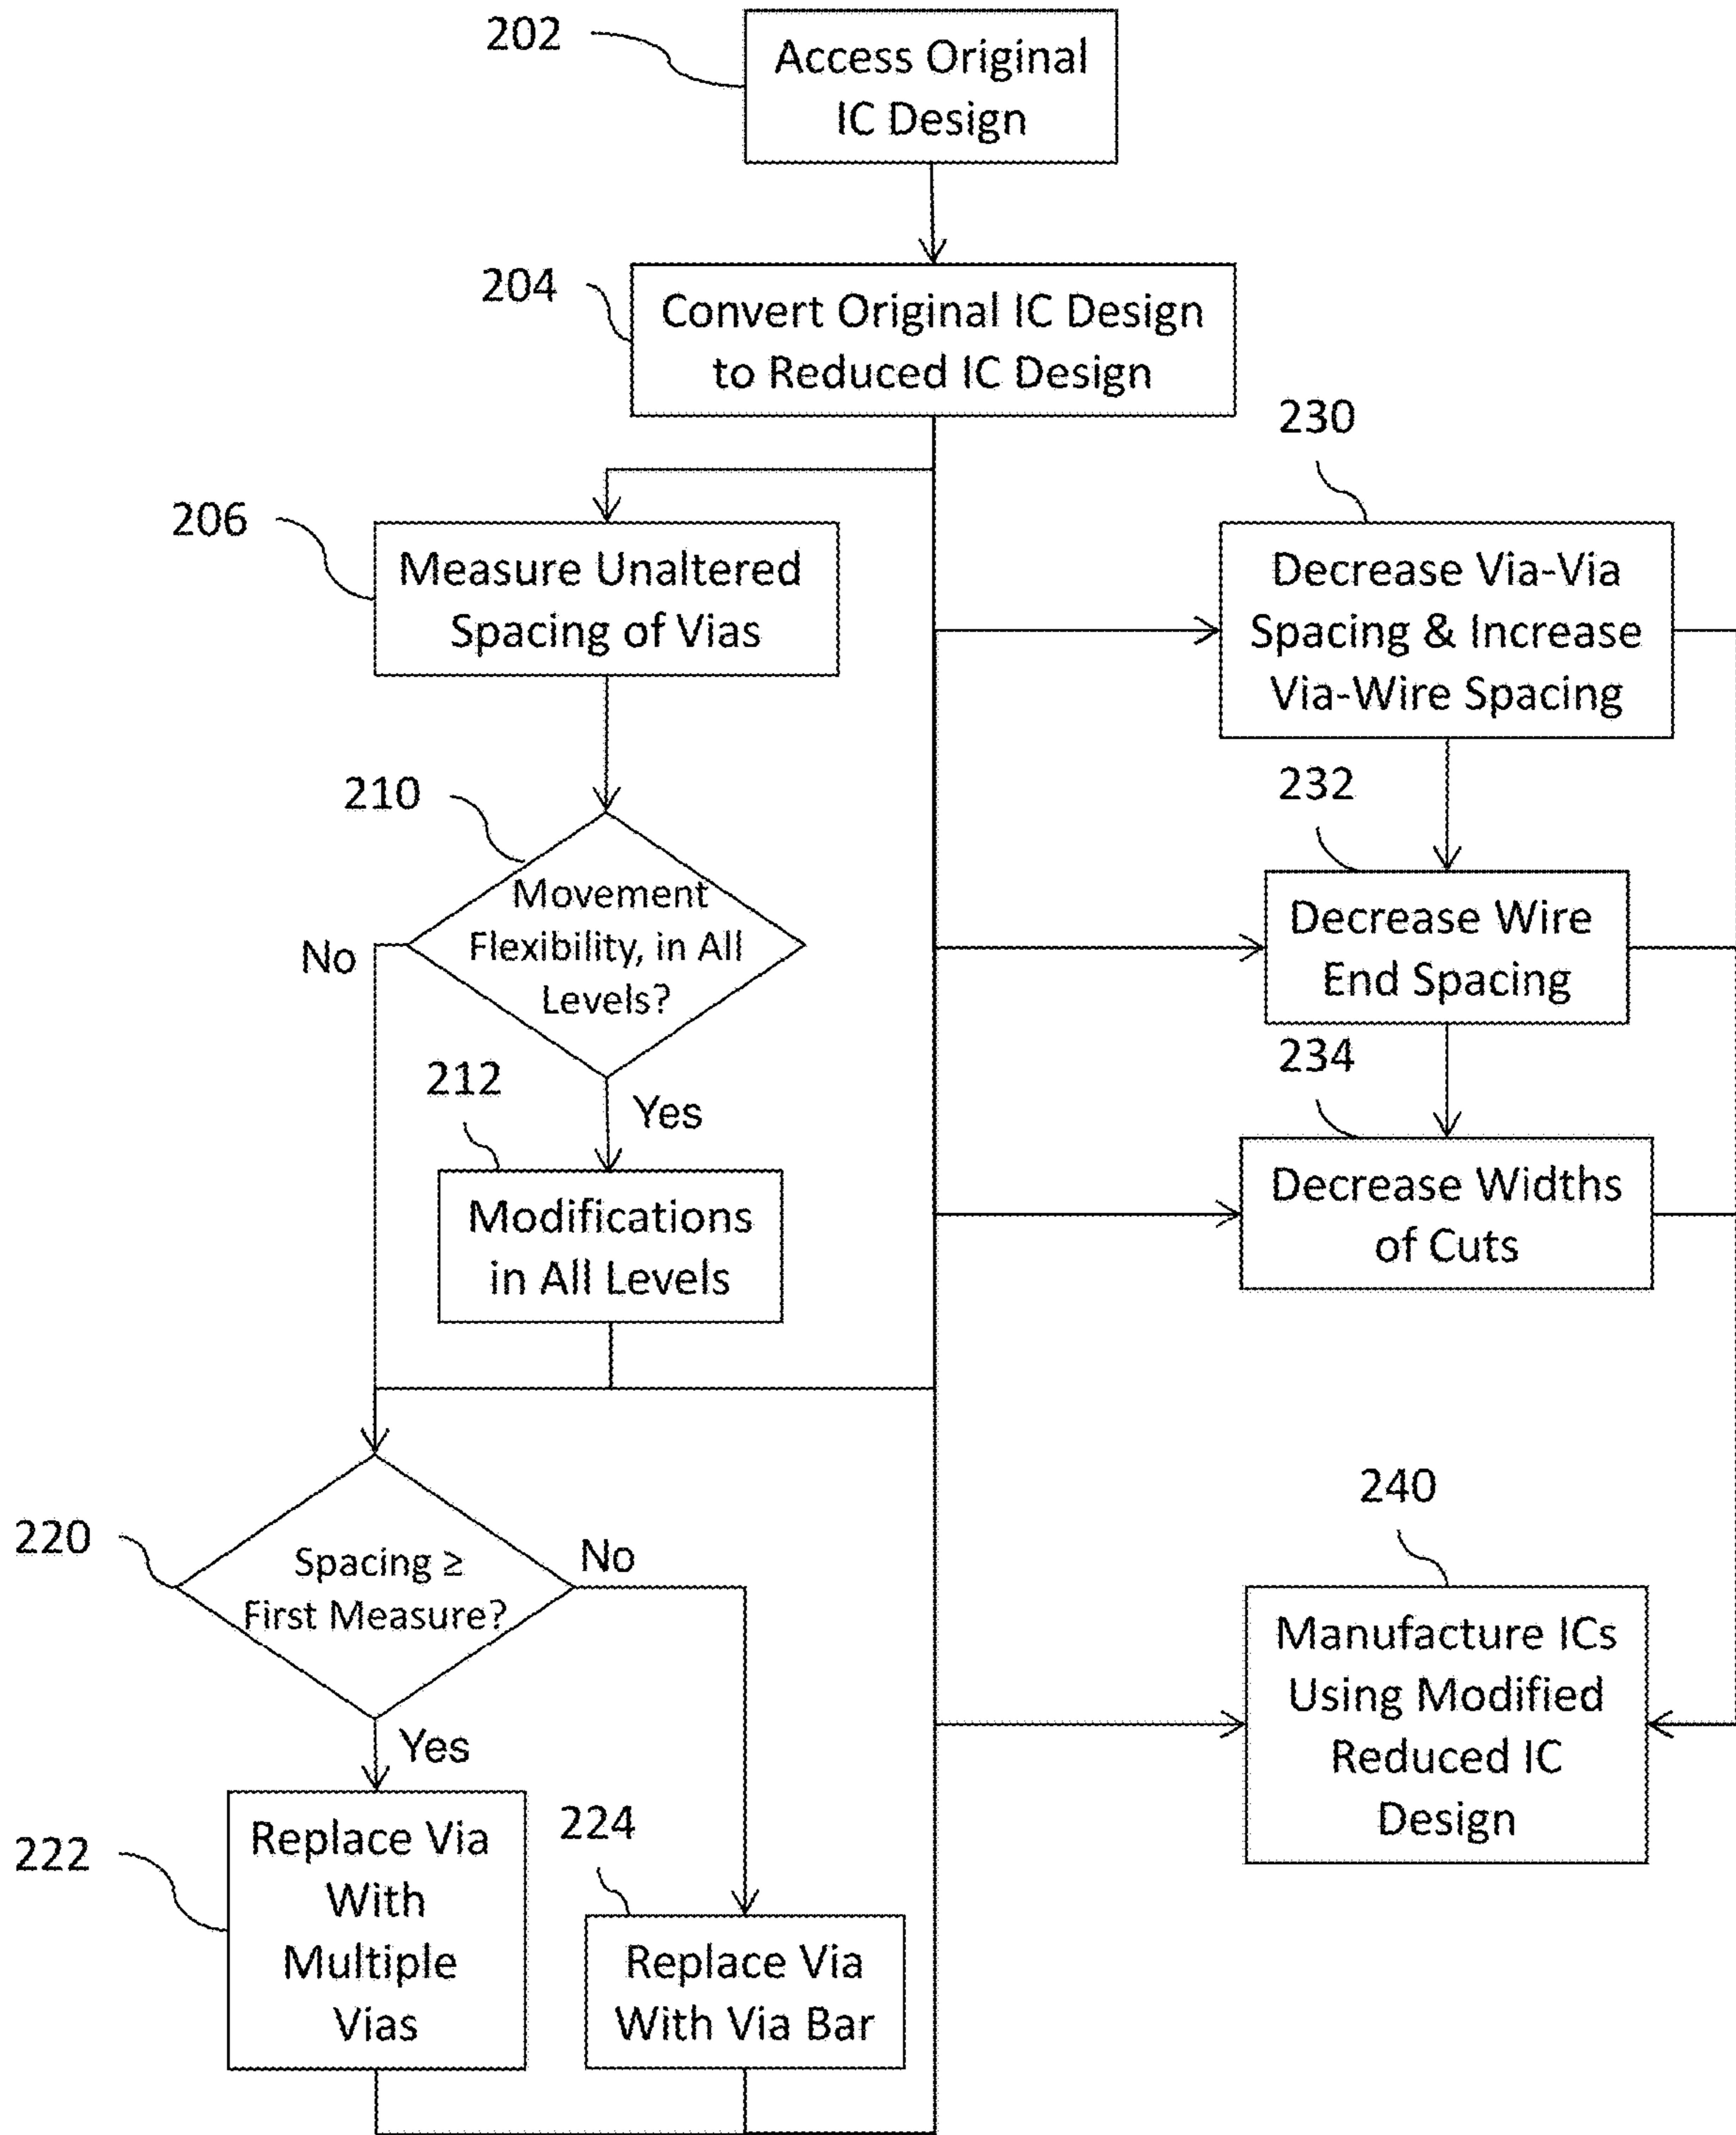 202
Access Original
IC Design
204
Convert Original IC Design
to Reduced IC Design
206
Measure Unaltered
Spacing of Vias
210
Movement
Flexibility, in All
Levels?
No
Yes
212
Modifications
in All Levels
220
Spacing ≥
First Measure?
No
Yes
222
Replace Via
With
Multiple
Vias
224
Replace Via
With Via Bar
230
Decrease Via-Via
Spacing & Increase
Via-Wire Spacing
232
Decrease Wire
End Spacing
234
Decrease Widths
of Cuts
240
Manufacture ICs
Using Modified
Reduced IC
Design